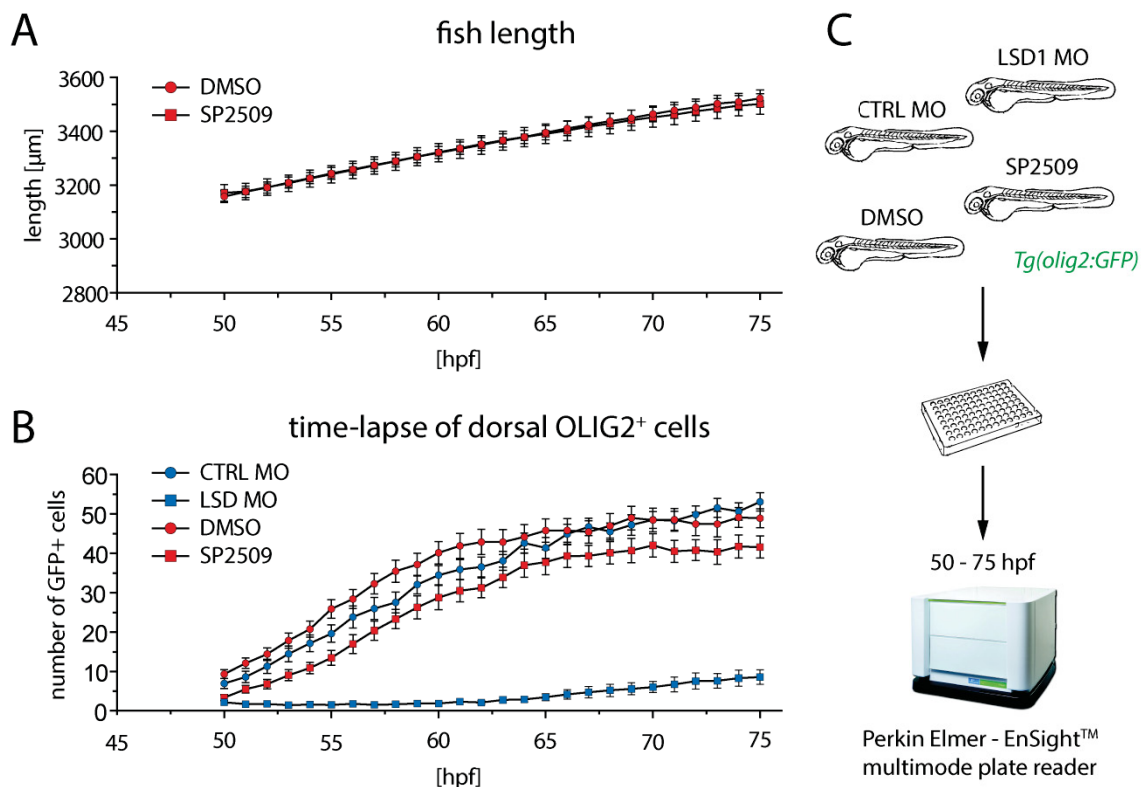 A
fish length
DMSO
SP2509
length [µm]
3600
3400
3200
3000
2800
45 50 55 60 65 70 75
[hpf]
B
time-lapse of dorsal OLIG2⁺ cells
CTRL MO
LSD MO
DMSO
SP2509
number of GFP+ cells
60
50
40
30
20
10
0
45 50 55 60 65 70 75
[hpf]
C
LSD1 MO
CTRL MO
SP2509
DMSO
Tg(olig2:GFP)
50 - 75 hpf
Perkin Elmer - EnSight™
multimode plate reader